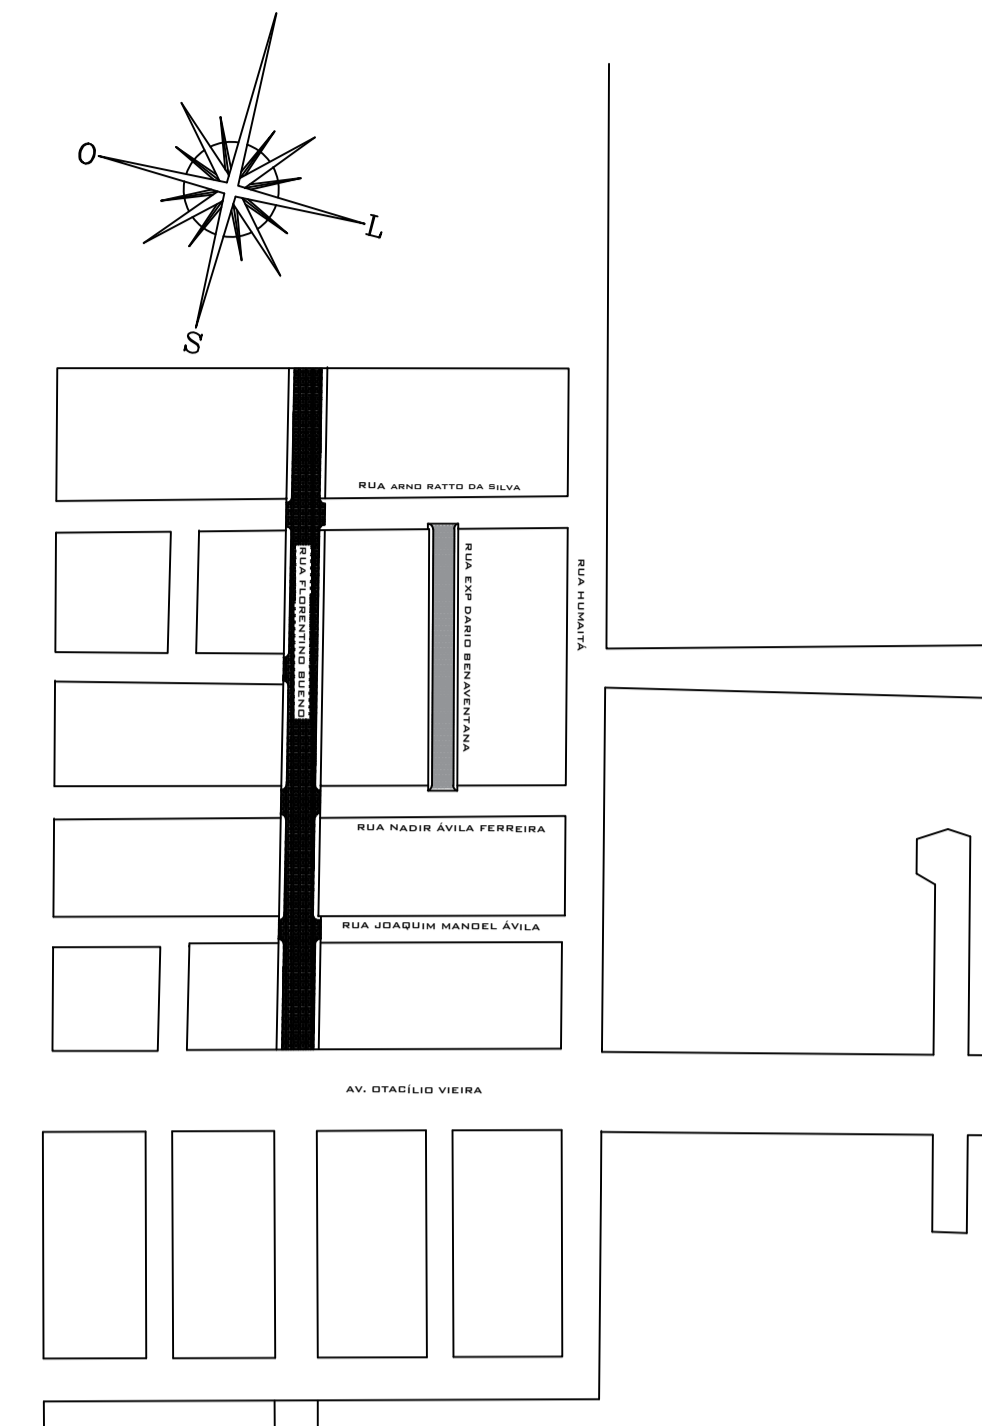 O
L
S
RUA ARNO RATTO DA SILVA
RUA FLORENTINO BUENO
RUA EXP DARIO BENAVENTANA
RUA HUMAITÁ
RUA NADIR ÁVILA FERREIRA
RUA JOAQUIM MANOEL ÁVILA
AV. OTACÍLIO VIEIRA